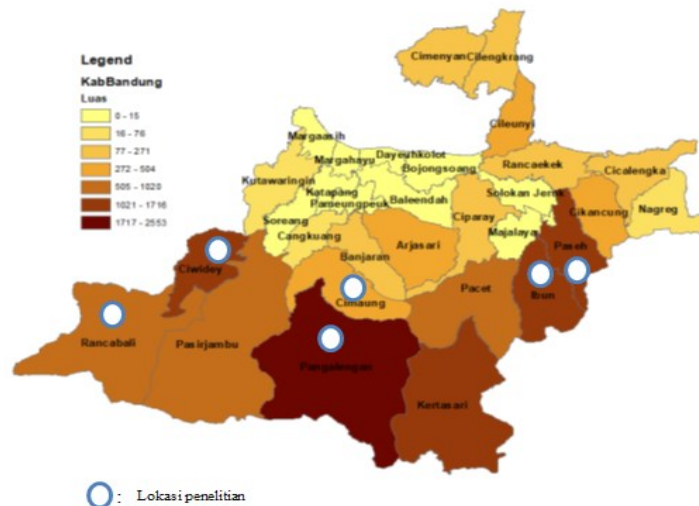 Legend
KabBandung
Luas
0 - 15
16 - 76
77 - 271
272 - 504
505 - 1020
1021 - 1716
1717 - 2553
Cimenyan
Cilengkrang
Cileunyi
Margaasih
Margahayu
Dayeuhkolot
Bojongsoang
Rancaekek
Cicalengka
Kutawaringin
Katapang
Pameungpeuk
Baleendah
Solokan Jeruk
Nagreg
Soreang
Cangkuang
Ciparay
Cikancung
Majalaya
Paseh
Banjaran
Arjasari
Ciwidey
Cimaung
Pacet
Ibun
Rancabali
Pasirjambu
Pangalengan
Kertasari
: Lokasi penelitian